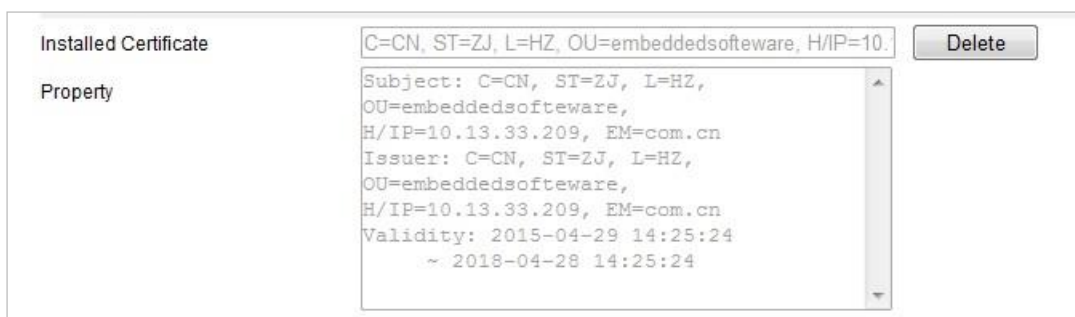 Installed Certificate
C=CN, ST=ZJ, L=HZ, OU=embeddedsofteware, H/IP=10.
Delete
Property
Subject: C=CN, ST=ZJ, L=HZ,
OU=embeddedsofteware,
H/IP=10.13.33.209, EM=com.cn
Issuer: C=CN, ST=ZJ, L=HZ,
OU=embeddedsofteware,
H/IP=10.13.33.209, EM=com.cn
Validity: 2015-04-29 14:25:24
~ 2018-04-28 14:25:24